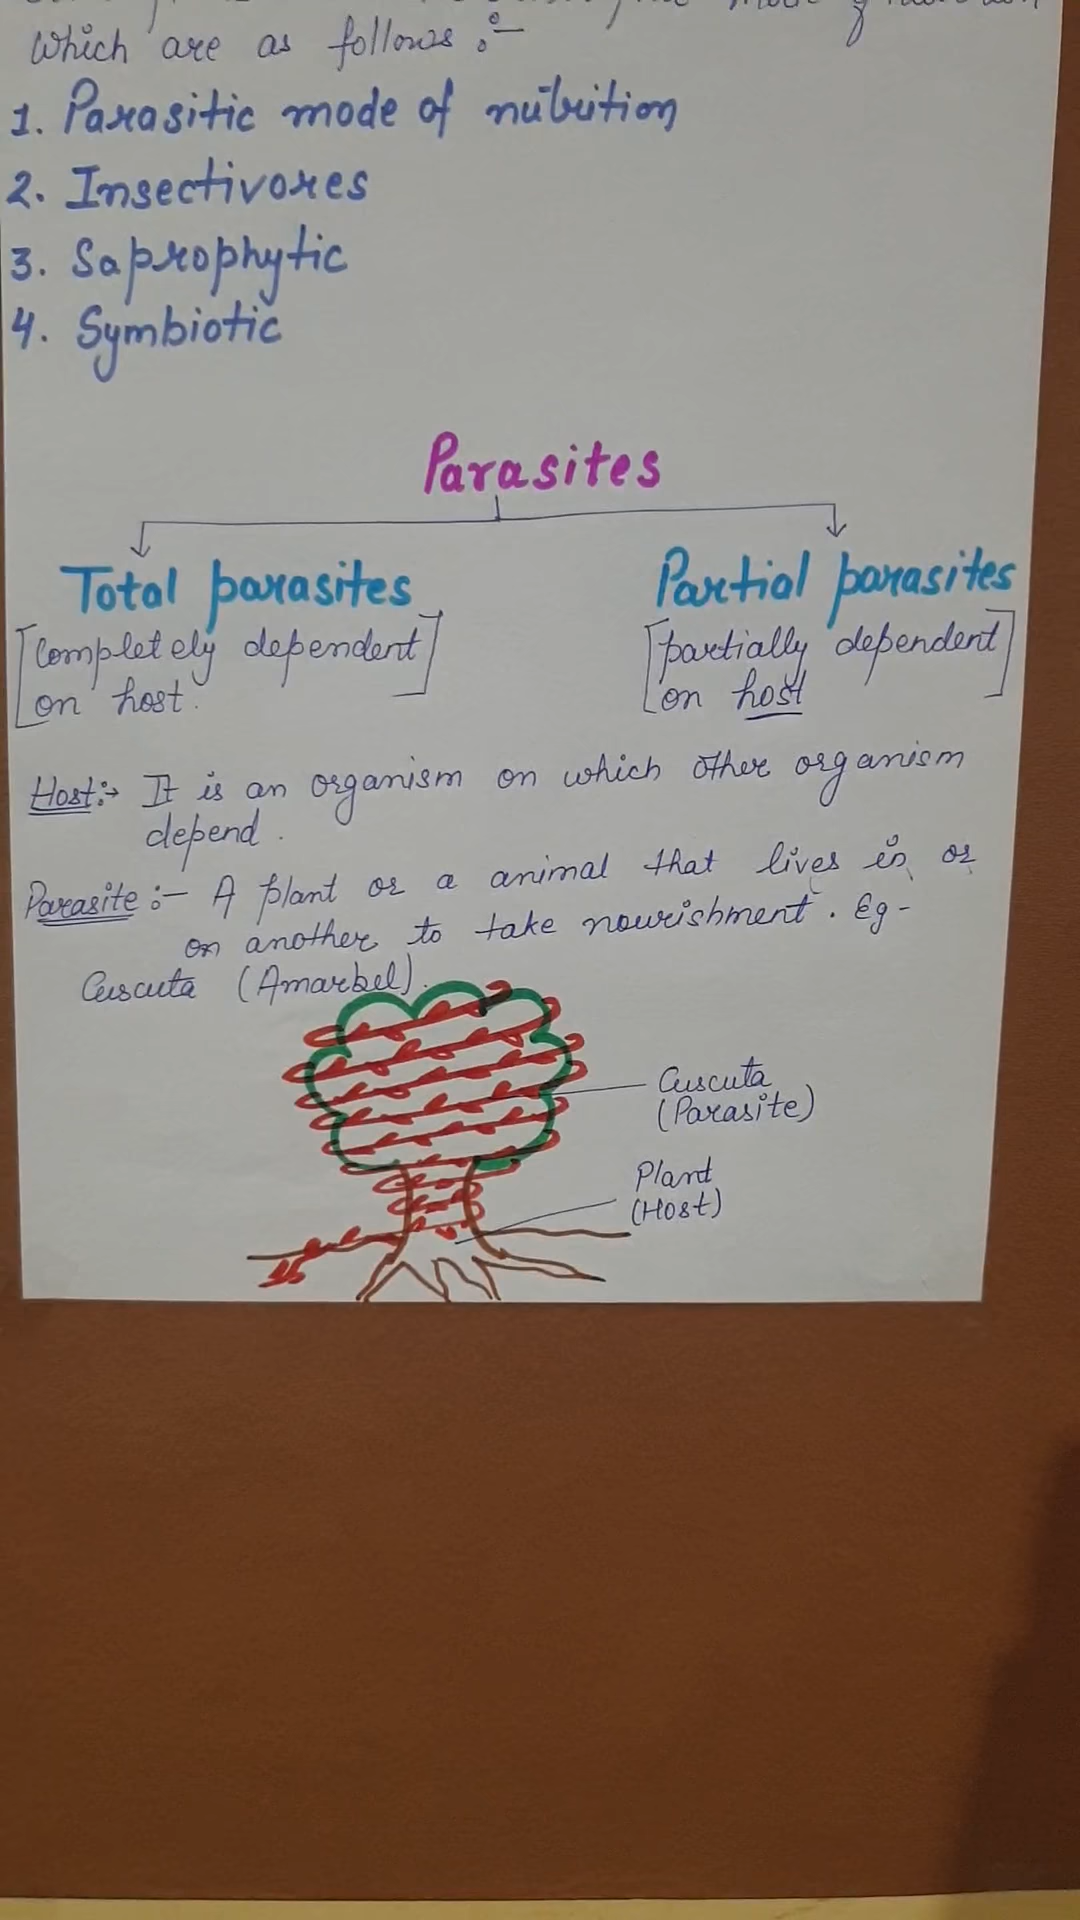 which are as follows :-
1. Parasitic mode of nutrition
2. Insectivores
3. Saprophytic
4. Symbiotic
Parasites
Total parasites Partial parasites
[completely dependent [partially dependent
on host.] on host]
Host:→ It is an organism on which other organism
depend.
Parasite :- A plant or a animal that lives in or
on another to take nourishment. Eg-
Cuscuta (Amarbel).
Cuscuta
(Parasite)
Plant
(Host)